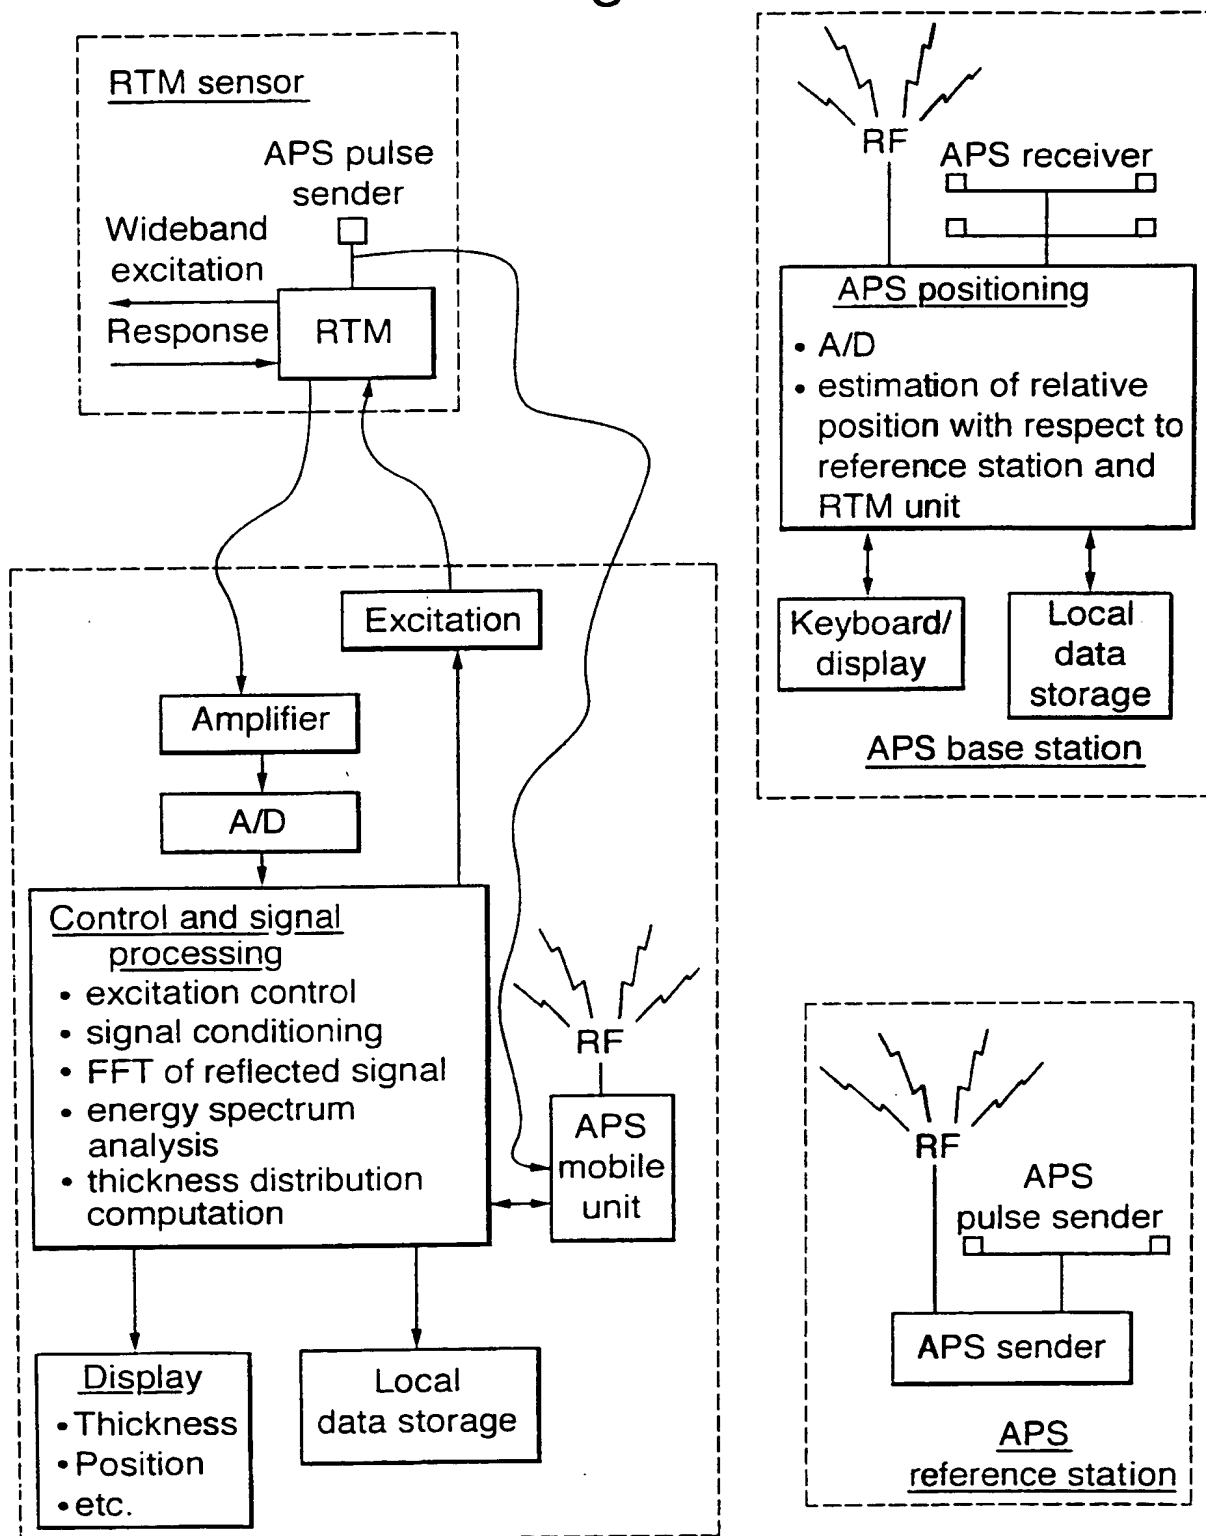 RTM sensor
APS pulse
sender
Wideband
excitation
Response
RTM
Excitation
Amplifier
A/D
Control and signal
processing
• excitation control
• signal conditioning
• FFT of reflected signal
• energy spectrum
analysis
• thickness distribution
computation
RF
APS
mobile
unit
Display
• Thickness
• Position
• etc.
Local
data storage
RF
APS receiver
APS positioning
• A/D
• estimation of relative
position with respect to
reference station and
RTM unit
Keyboard/
display
Local
data
storage
APS base station
RF
APS
pulse sender
APS sender
APS
reference station